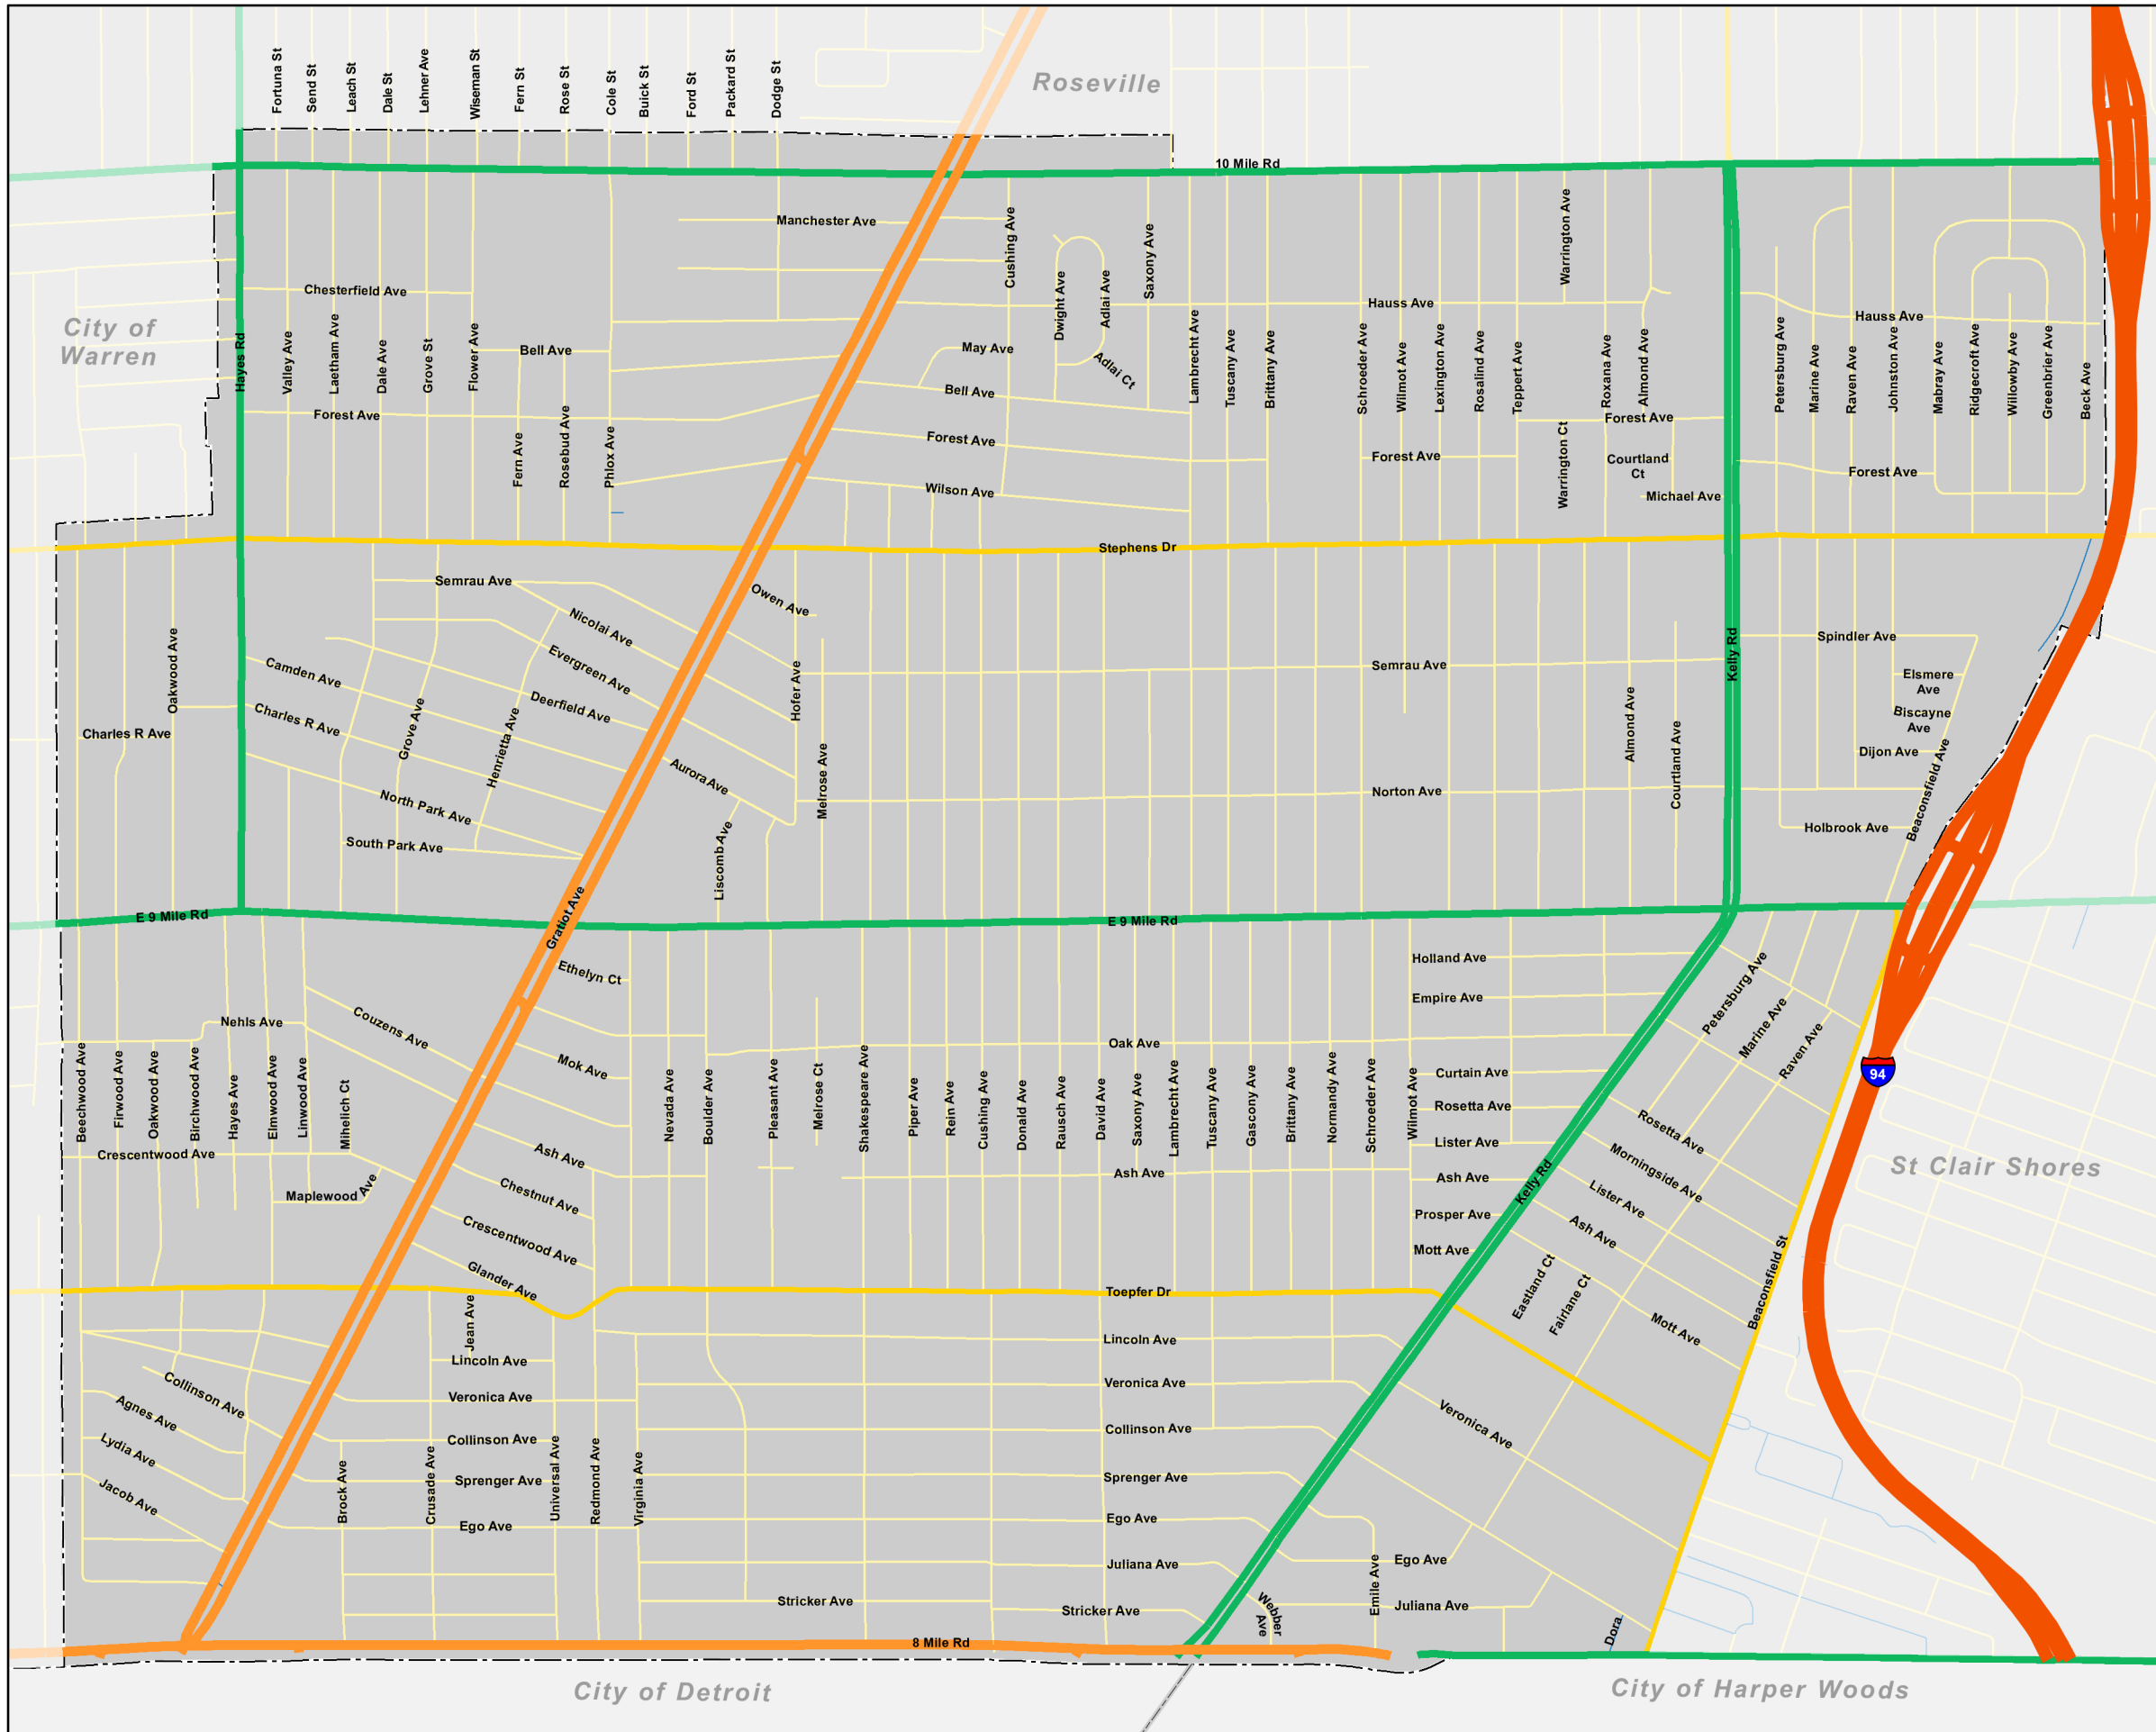 Fortuna St
Send St
Leach St
Dale St
Lehner Ave
Wiseman St
Fern St
Rose St
Cole St
Buick St
Ford St
Packard St
Dodge St
Roseville
10 Mile Rd
Manchester Ave
Cushing Ave
Dwight Ave
Adlai Ave
Saxony Ave
Warrington Ave
Chesterfield Ave
Hauss Ave
Hauss Ave
City of
Warren
Hayes Rd
Valley Ave
Laetham Ave
Dale Ave
Grove St
Flower Ave
Bell Ave
May Ave
Adlai Ct
Bell Ave
Lambrecht Ave
Tuscany Ave
Brittany Ave
Schroeder Ave
Wilmot Ave
Lexington Ave
Rosalind Ave
Teppert Ave
Roxana Ave
Almond Ave
Petersburg Ave
Marine Ave
Raven Ave
Johnston Ave
Mabray Ave
Ridgecroft Ave
Willowby Ave
Greenbrier Ave
Beck Ave
Forest Ave
Fern Ave
Rosebud Ave
Phlox Ave
Forest Ave
Forest Ave
Forest Ave
Warrington Ct
Courtland
Ct
Michael Ave
Forest Ave
Wilson Ave
Stephens Dr
Semrau Ave
Owen Ave
Nicolai Ave
Evergreen Ave
Deerfield Ave
Oakwood Ave
Camden Ave
Charles R Ave
Charles R Ave
Grove Ave
Henrietta Ave
Hofer Ave
Semrau Ave
Kelly Rd
Spindler Ave
Elsmere
Ave
Biscayne
Ave
Dijon Ave
Almond Ave
Courtland Ave
Aurora Ave
Melrose Ave
North Park Ave
South Park Ave
Liscomb Ave
Norton Ave
Holbrook Ave
Beaconsfield Ave
E 9 Mile Rd
Gratiot Ave
E 9 Mile Rd
Ethelyn Ct
Holland Ave
Empire Ave
Petersburg Ave
Marine Ave
Raven Ave
Nehls Ave
Couzens Ave
Mok Ave
Oak Ave
Curtain Ave
Rosetta Ave
Lister Ave
Ash Ave
Prosper Ave
Mott Ave
94
Beechwood Ave
Firwood Ave
Oakwood Ave
Birchwood Ave
Hayes Ave
Elmwood Ave
Linwood Ave
Mihelich Ct
Nevada Ave
Boulder Ave
Pleasant Ave
Melrose Ct
Shakespeare Ave
Piper Ave
Rein Ave
Cushing Ave
Donald Ave
Rausch Ave
David Ave
Saxony Ave
Lambrecht Ave
Tuscany Ave
Gascony Ave
Brittany Ave
Normandy Ave
Schroeder Ave
Wilmot Ave
Crescentwood Ave
Maplewood Ave
Ash Ave
Chestnut Ave
Crescentwood Ave
Glander Ave
Ash Ave
Kelly Rd
Rosetta Ave
Morningside Ave
Lister Ave
Ash Ave
St Clair Shores
Eastland Ct
Fairlane Ct
Mott Ave
Beaconsfield St
Toepfer Dr
Jean Ave
Lincoln Ave
Lincoln Ave
Veronica Ave
Veronica Ave
Veronica Ave
Collinson Ave
Agnes Ave
Lydia Ave
Jacob Ave
Collinson Ave
Collinson Ave
Sprenger Ave
Sprenger Ave
Brock Ave
Crusade Ave
Universal Ave
Redmond Ave
Virginia Ave
Ego Ave
Ego Ave
Ego Ave
Juliana Ave
Juliana Ave
Emile Ave
Webber
Ave
Stricker Ave
Stricker Ave
Dora
8 Mile Rd
City of Detroit
City of Harper Woods